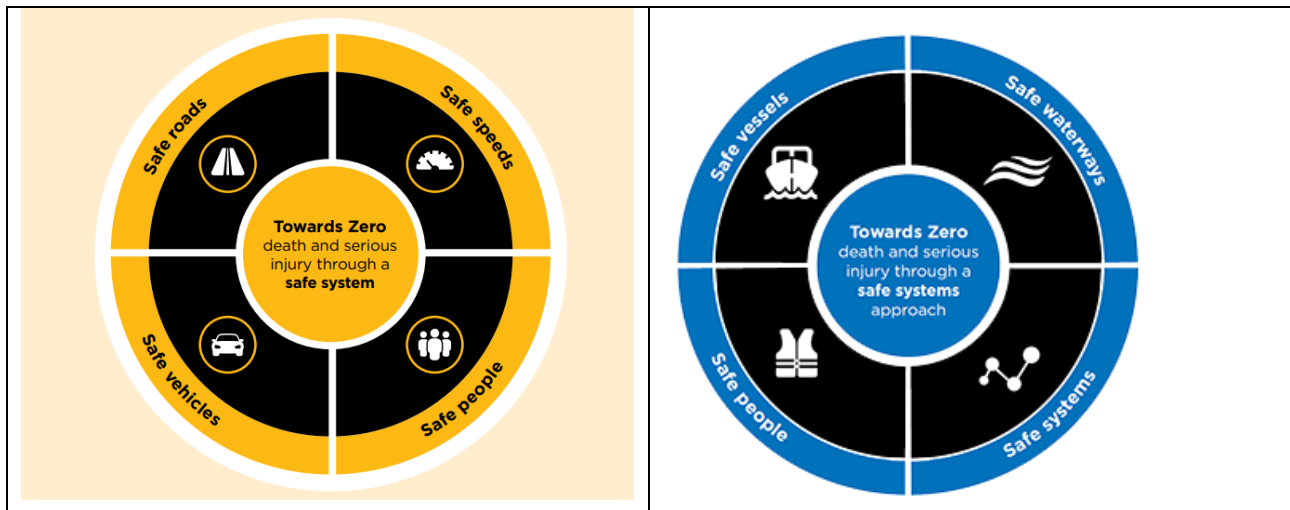 Safe roads
Safe speeds
Towards Zero
death and serious
injury through a
safe system
Safe vehicles
Safe people
Safe vessels
Safe waterways
Towards Zero
death and serious
injury through a
safe systems
approach
Safe people
Safe systems